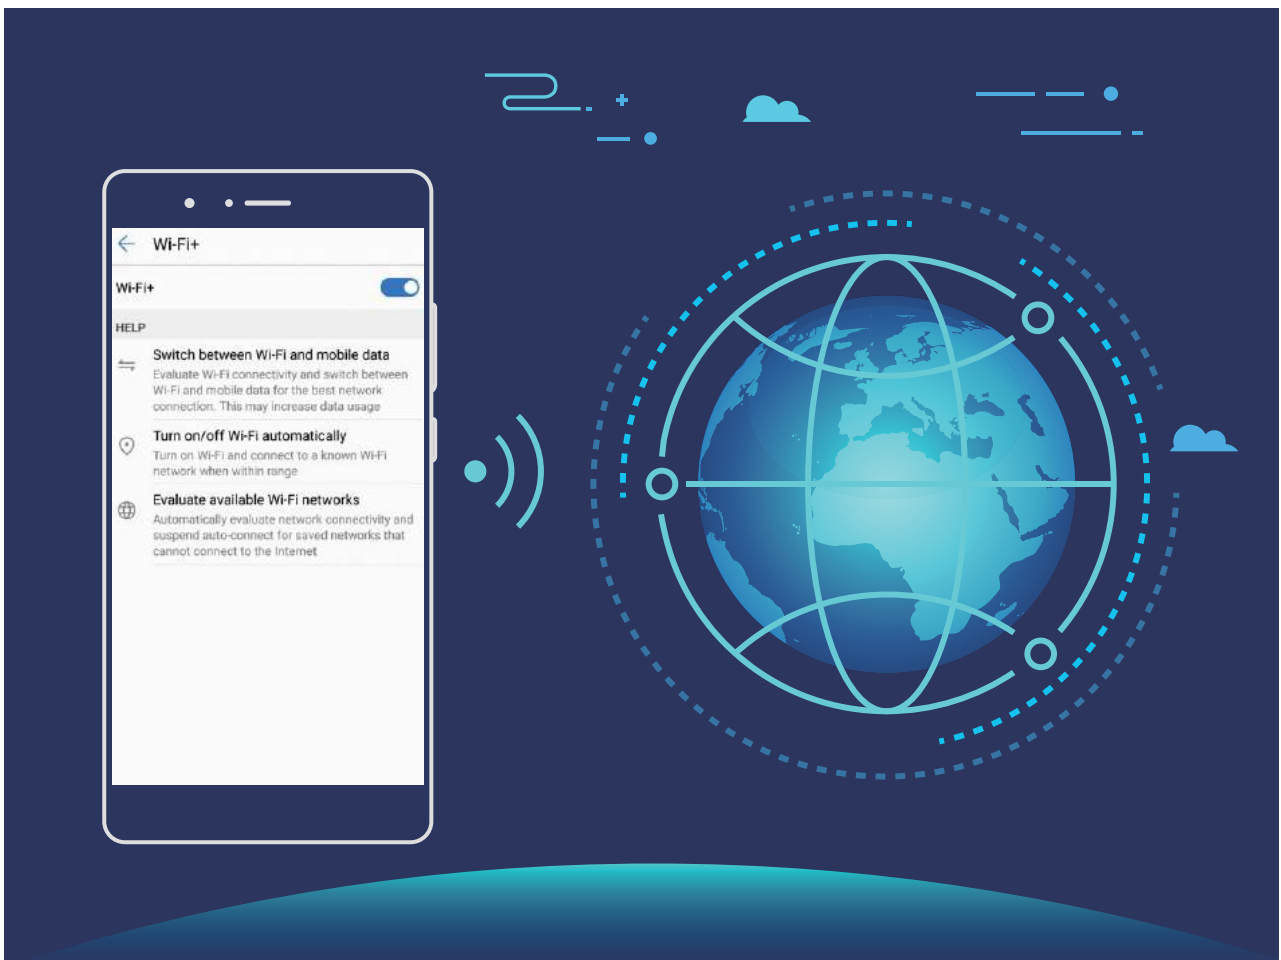 Wi-Fi+
Wi-Fi+
HELP
Switch between Wi-Fi and mobile data
Evaluate Wi-Fi connectivity and switch between
Wi-Fi and mobile data for the best network
connection. This may increase data usage
Turn on/off Wi-Fi automatically
Turn on Wi-Fi and connect to a known Wi-Fi
network when within range
Evaluate available Wi-Fi networks
Automatically evaluate network connectivity and
suspend auto-connect for saved networks that
cannot connect to the Internet